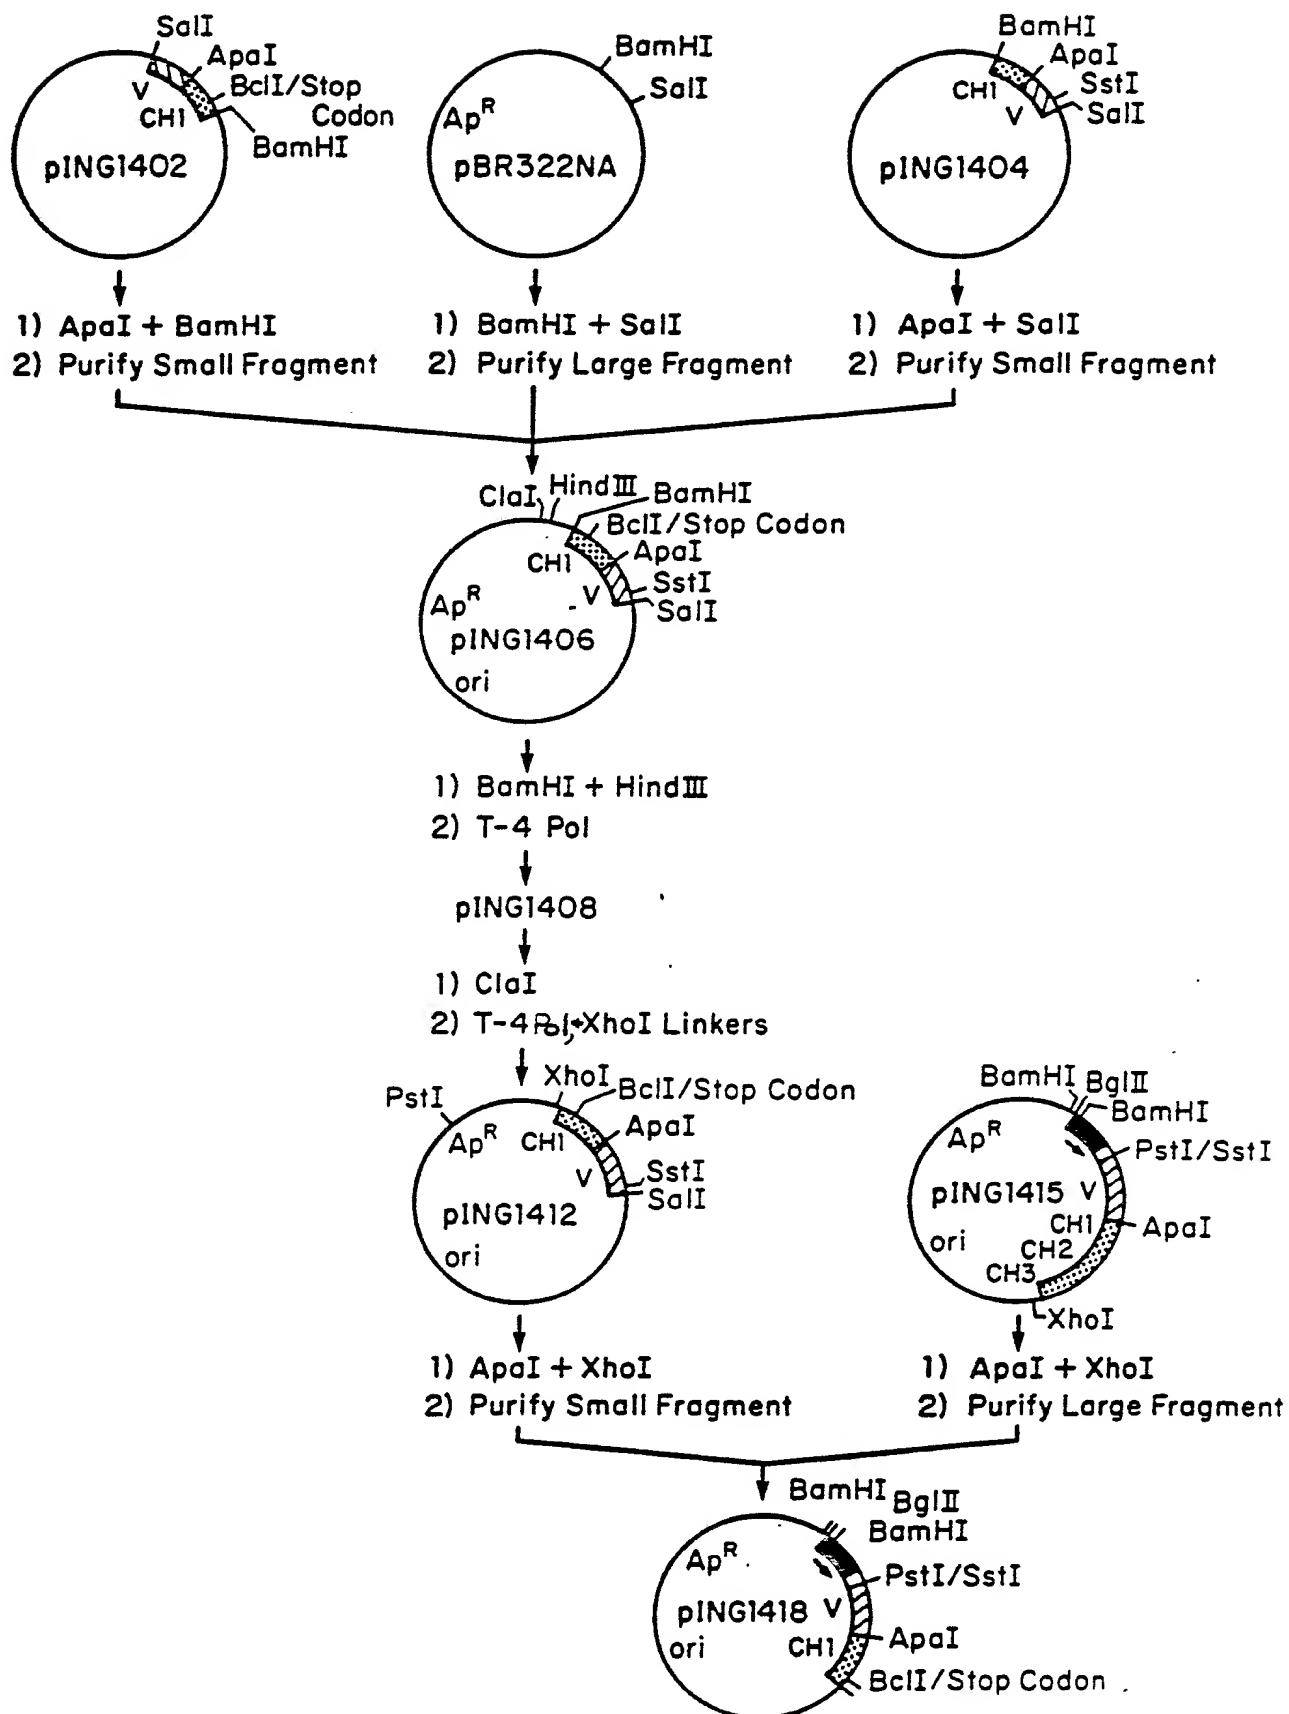 SalI
ApaI
BclI/Stop
Codon
BamHI
V
CH1
pING1402
BamHI
SalI
Ap^R
pBR322NA
BamHI
ApaI
SstI
SalI
CH1
V
pING1404
1) ApaI + BamHI
2) Purify Small Fragment
1) BamHI + SalI
2) Purify Large Fragment
1) ApaI + SalI
2) Purify Small Fragment
ClaI
HindIII
BamHI
BclI/Stop Codon
ApaI
SstI
SalI
CH1
V
Ap^R
pING1406
ori
1) BamHI + HindIII
2) T-4 Pol
pING1408
1) ClaI
2) T-4 Pol,+XhoI Linkers
PstI
XhoI
BclI/Stop Codon
ApaI
SstI
SalI
Ap^R
CH1
V
pING1412
ori
BamHI
BglII
BamHI
PstI/SstI
ApaI
XhoI
Ap^R
pING1415
V
CH1
CH2
CH3
ori
1) ApaI + XhoI
2) Purify Small Fragment
1) ApaI + XhoI
2) Purify Large Fragment
BamHI
BglII
BamHI
PstI/SstI
ApaI
BclI/Stop Codon
Ap^R
pING1418
V
CH1
ori